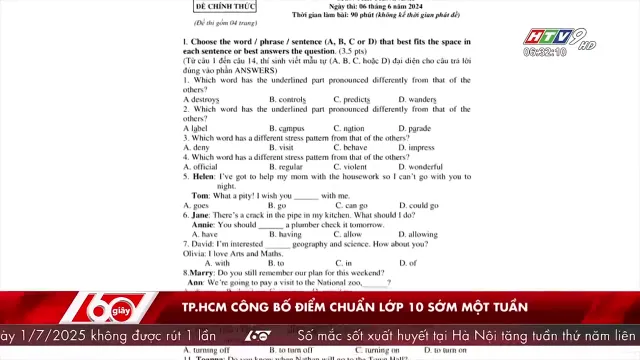 ĐỀ CHÍNH THỨC
(Đề thi gồm 04 trang)
Ngày thi: 06 tháng 6 năm 2024
Thời gian làm bài: 90 phút (không kể thời gian phát đề)
HTV9 HD
06:32:10
I. Choose the word / phrase / sentence (A, B, C or D) that best fits the space in
each sentence or best answers the question. (3.5 pts)
(Từ câu 1 đến câu 14, thí sinh viết mẫu tự (A, B, C, hoặc D) đại diện cho câu trả lời
đúng vào phần ANSWERS)
1. Which word has the underlined part pronounced differently from that of the
others?
A destroys B. controls C. predicts D. wanders
2. Which word has the underlined part pronounced differently from that of the
others?
A label B. campus C. nation D. parade
3. Which word has a different stress pattern from that of the others?
A. deny B. visit C. behave D. impress
4. Which word has a different stress pattern from that of the others?
A. official B. regular C. violent D. wonderful
5. Helen: I've got to help my mom with the housework so I can't go with you to
night.
Tom: What a pity! I wish you ______ with me.
A. goes B. go C. can go D. could go
6. Jane: There's a crack in the pipe in my kitchen. What should I do?
Annie: You should ______ a plumber check it tomorrow.
A. have B. having C. allow D. allowing
7. David: I'm interested ______ geography and science. How about you?
Olivia: I love Arts and Maths.
A. with B. to C. in D. of
8.Marry: Do you still remember our plan for this weekend?
Ann: We're going to pay a visit to the National zoo, ______?
60 giây
TP.HCM CÔNG BỐ ĐIỂM CHUẨN LỚP 10 SỚM MỘT TUẦN
ày 1/7/2025 không được rút 1 lần 60 Số mắc sốt xuất huyết tại Hà Nội tăng tuần thứ năm liên
A. turning off B. to turn off C. turning on D. to turn on